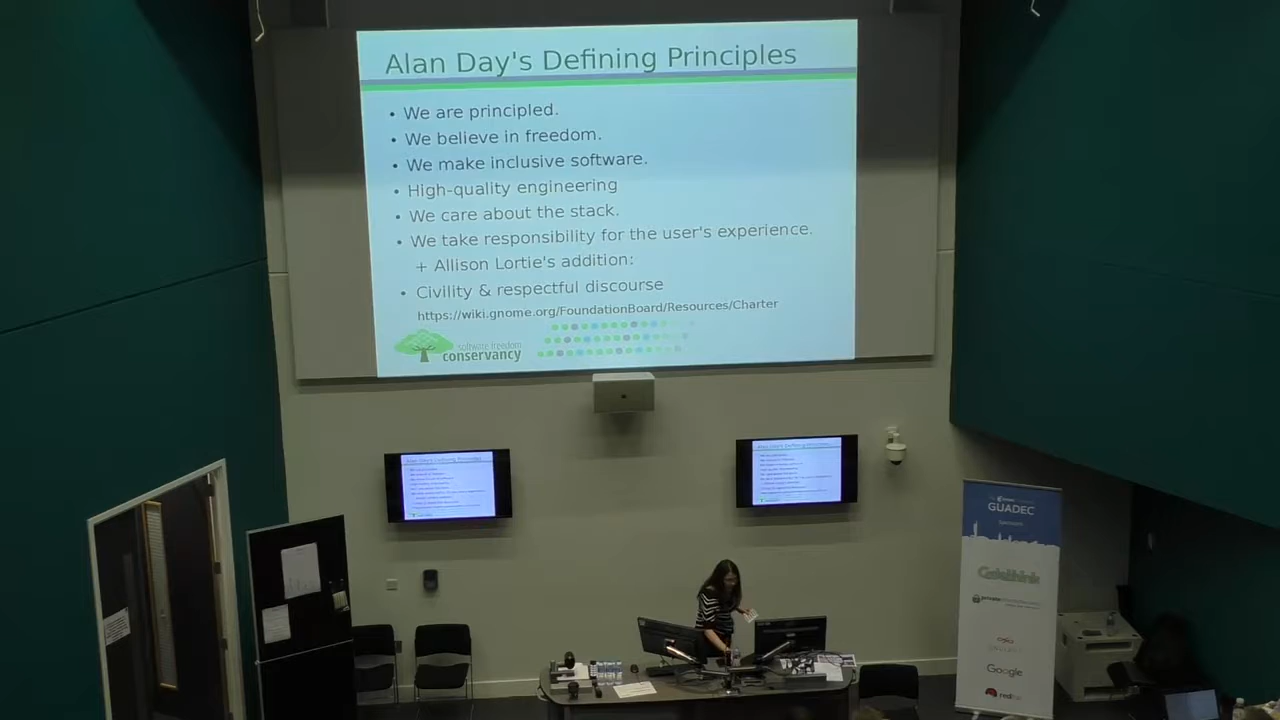 Alan Day's Defining Principles
• We are principled.
• We believe in freedom.
• We make inclusive software.
• High-quality engineering
• We care about the stack.
• We take responsibility for the user's experience.
+ Allison Lortie's addition:
• Civility & respectful discourse
https://wiki.gnome.org/FoundationBoard/Resources/Charter
software freedom
conservancy
GUADEC
Sponsors
Codethink
Google